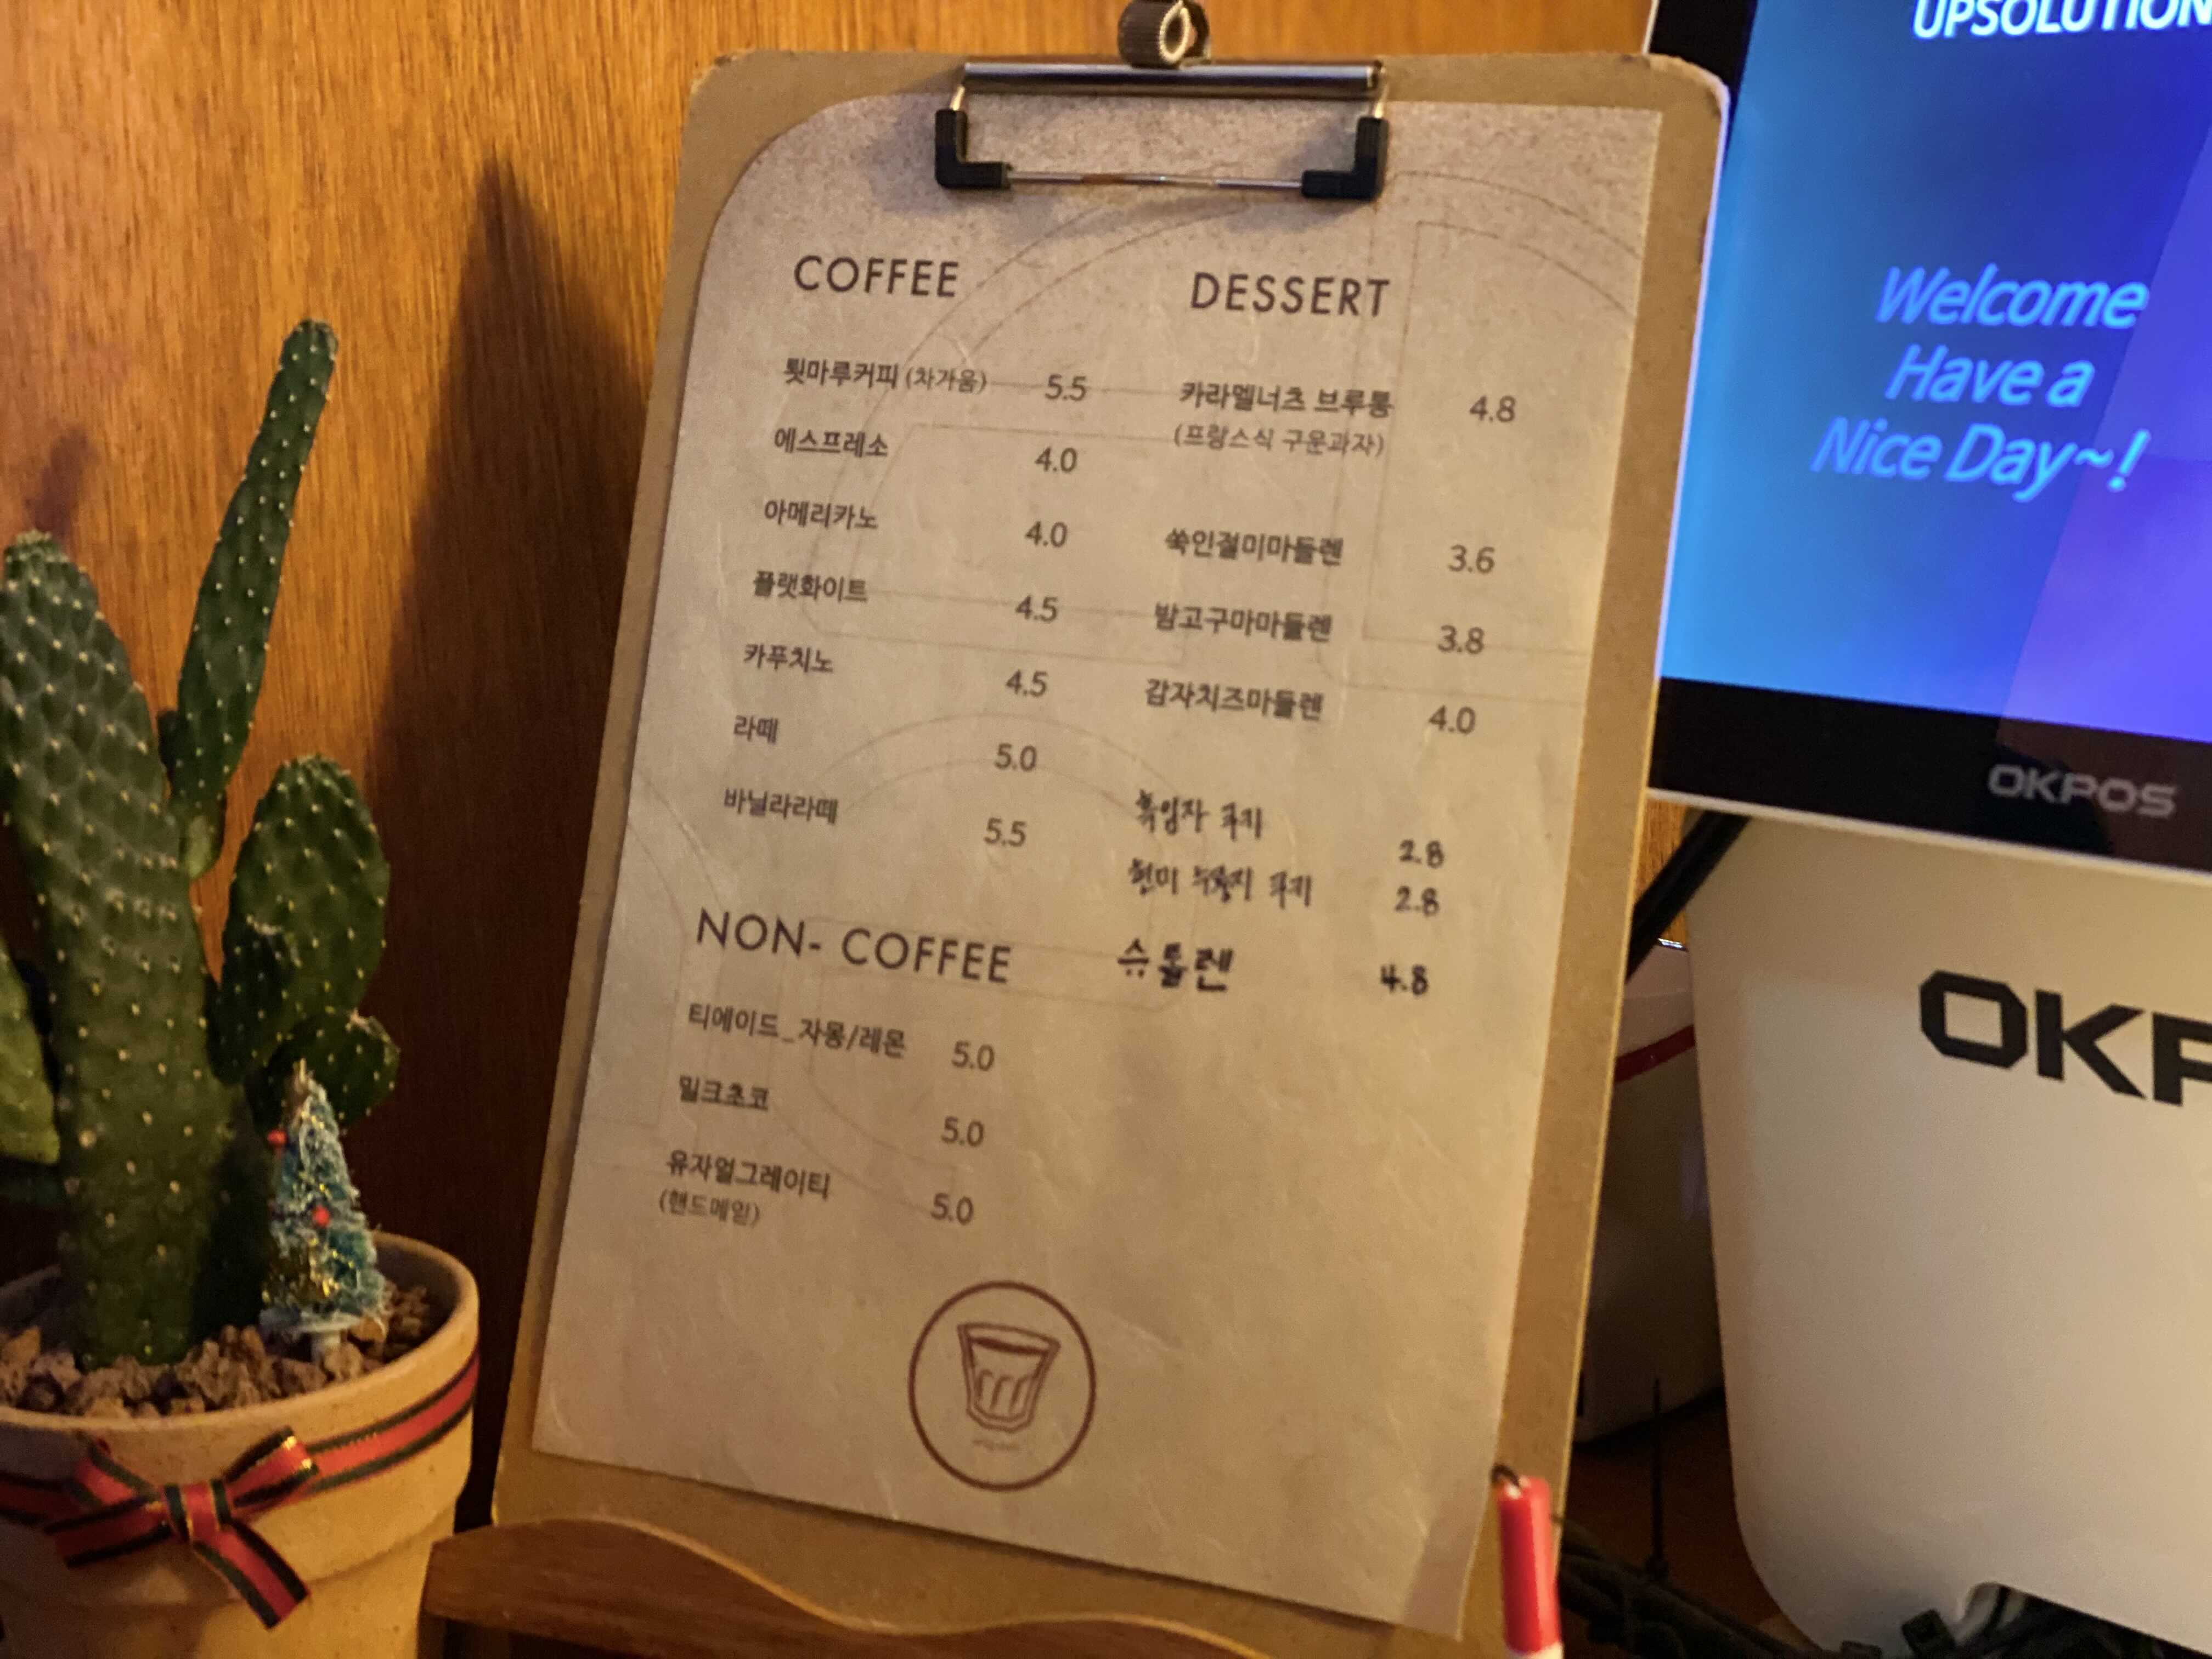 COFFEE
툇마루커피 (차가움) 5.5
에스프레소 4.0
아메리카노 4.0
플랫화이트 4.5
카푸치노 4.5
라떼 5.0
바닐라라떼 5.5
NON- COFFEE
티에이드_자몽/레몬 5.0
밀크초코 5.0
유자얼그레이티 5.0
(핸드메일)
DESSERT
카라멜너츠 브루통 4.8
(프랑스식 구운과자)
쑥인절미마들렌 3.6
밤고구마마들렌 3.8
감자치즈마들렌 4.0
흑임자 쿠키 2.8
현미 누룽지 쿠키 2.8
슈톨렌 4.8
UPSOLUTION
Welcome
Have a
Nice Day~!
OKPOS
OKP